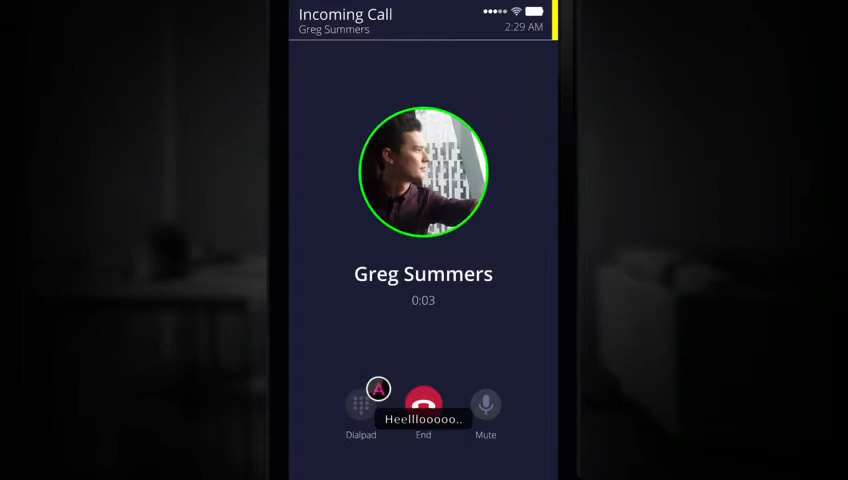 Incoming Call
Greg Summers
2:29 AM
Greg Summers
0:03
A
Heelllooooo..
Dialpad
End
Mute